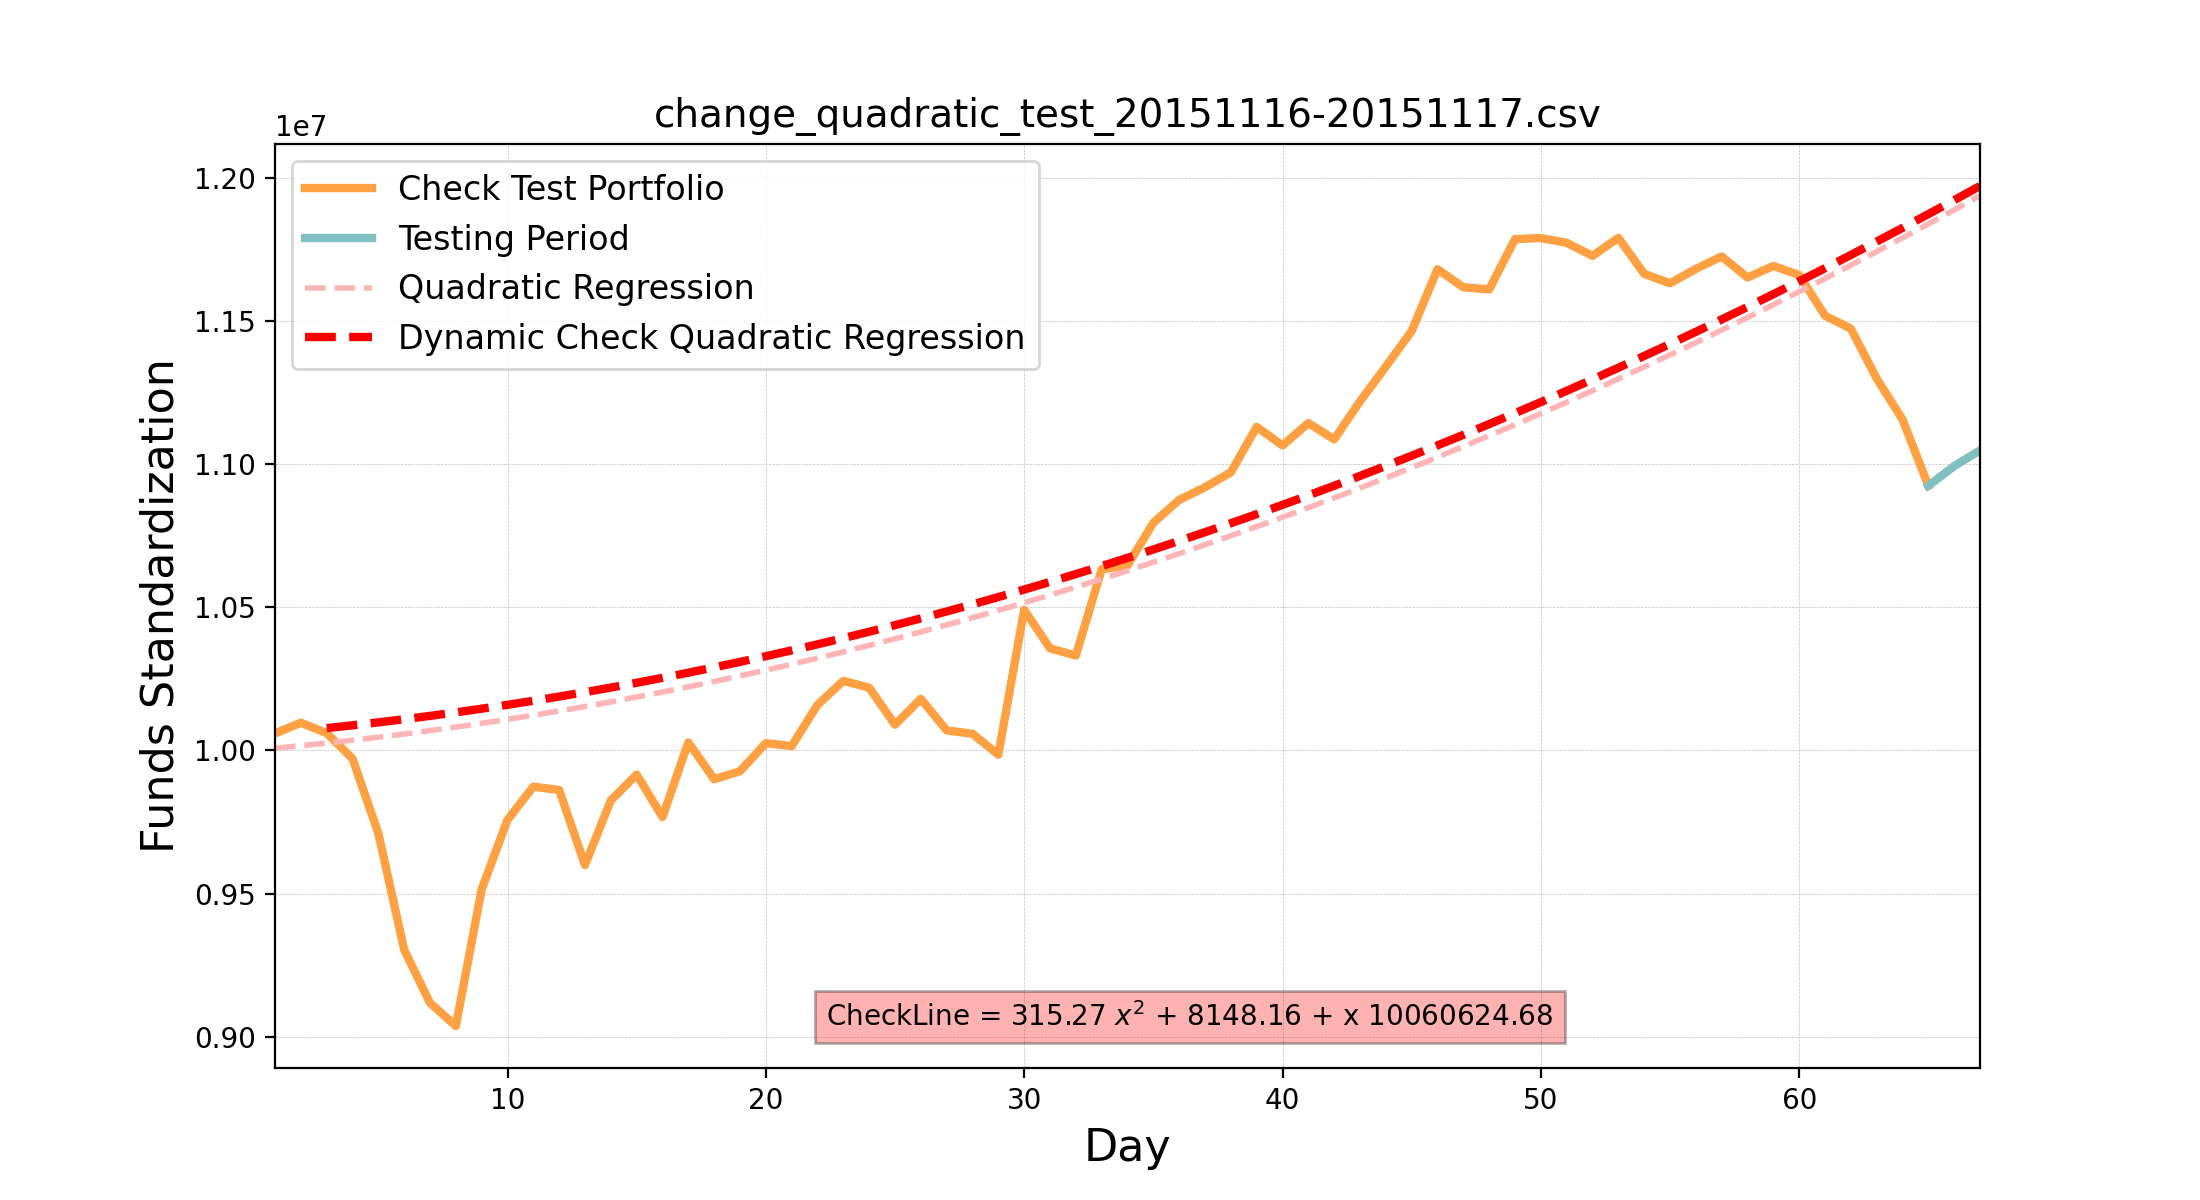 change_quadratic_test_20151116-20151117.csv
1e7
Check Test Portfolio
Testing Period
Quadratic Regression
Dynamic Check Quadratic Regression
1.20
1.15
1.10
1.05
1.00
0.95
0.90
Funds Standardization
CheckLine = 315.27 x² + 8148.16 + x 10060624.68
10 20 30 40 50 60
Day